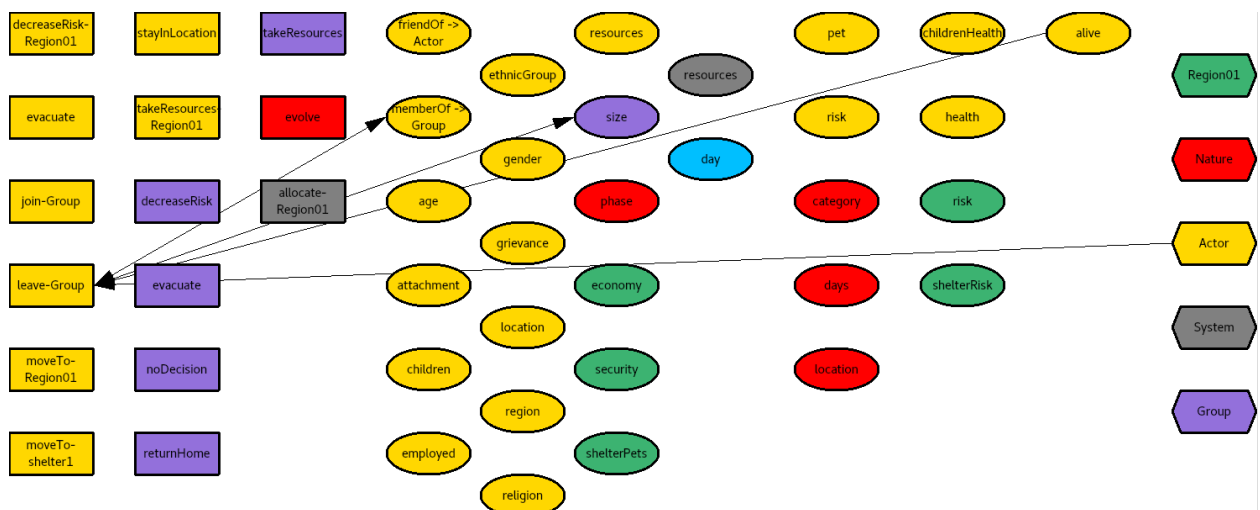 decreaseRisk-
Region01
stayInLocation
takeResources
friendOf ->
Actor
resources
pet
childrenHealth
alive
ethnicGroup
resources
Region01
evacuate
takeResources-
Region01
evolve
memberOf ->
Group
size
risk
health
gender
day
Nature
join-Group
decreaseRisk
allocate-
Region01
age
phase
category
risk
grievance
Actor
leave-Group
evacuate
attachment
economy
days
shelterRisk
location
System
moveTo-
Region01
noDecision
children
security
location
region
Group
moveTo-
shelter1
returnHome
employed
shelterPets
religion